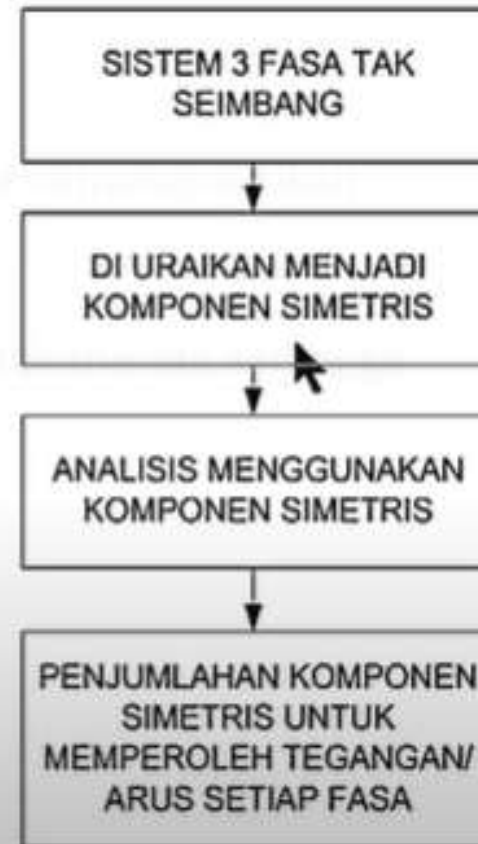 SISTEM 3 FASA TAK
SEIMBANG
DI URAIKAN MENJADI
KOMPONEN SIMETRIS
ANALISIS MENGGUNAKAN
KOMPONEN SIMETRIS
PENJUMLAHAN KOMPONEN
SIMETRIS UNTUK
MEMPEROLEH TEGANGAN/
ARUS SETIAP FASA